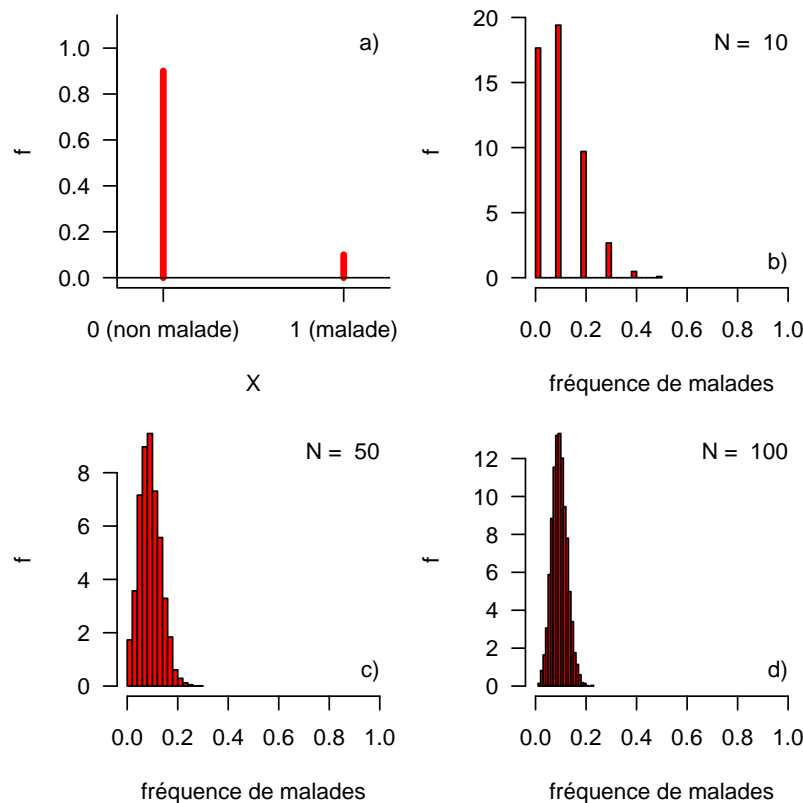 a)
f
1.0
0.8
0.6
0.4
0.2
0.0
0 (non malade) 1 (malade)
X
N = 10
f
20
15
10
5
0
b)
0.0 0.2 0.4 0.6 0.8 1.0
fréquence de malades
N = 50
f
8
6
4
2
0
c)
0.0 0.2 0.4 0.6 0.8 1.0
fréquence de malades
N = 100
f
12
10
8
6
4
2
0
d)
0.0 0.2 0.4 0.6 0.8 1.0
fréquence de malades